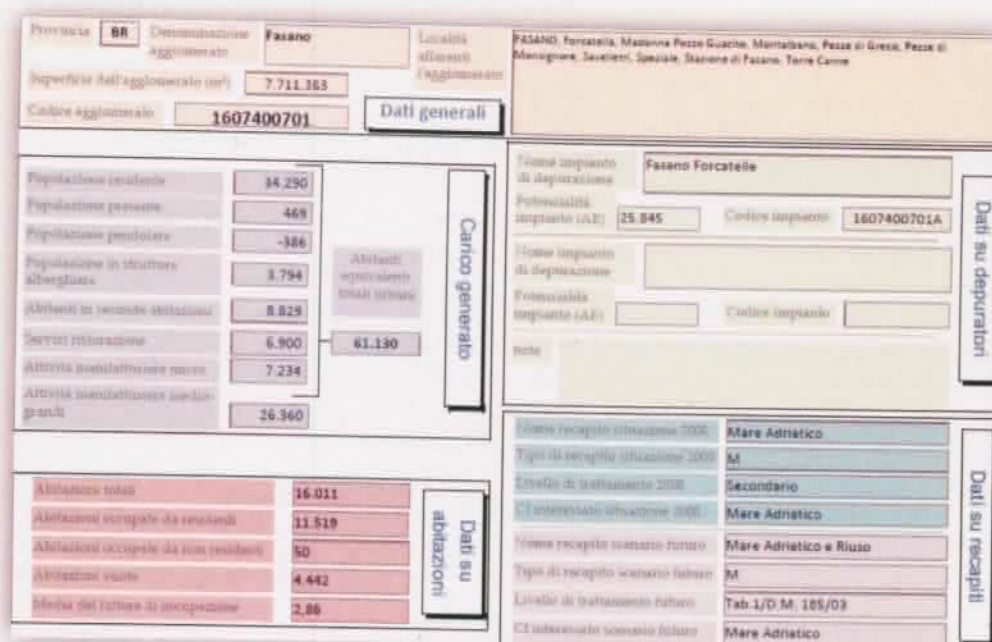 Provincia BR Denominazione agglomerato Fasano
Località afferenti l'agglomerato
FASANO, Forcatella, Madonna Pozzo Guacito, Montalbano, Pezze di Greco, Pozzo di
Monsignore, Savelletri, Speziale, Stazione di Fasano, Torre Canne
Superficie dell'agglomerato (m²) 7.711.363
Codice agglomerato 1607400701
Dati generali
Popolazione residente 34.290
Popolazione presente 469
Popolazione pendolare -386
Popolazione in strutture alberghiere 3.794
Abitanti in seconde abitazioni 8.829
Servizi ristorazione 6.900
Attività manifatturiere micro 7.234
Attività manifatturiere medio-grandi 26.360
Abitanti equivalenti totali urbani
61.130
Carico generato
Nome impianto di depurazione Fasano Forcatelle
Potenzialità impianto (AE) 25.845 Codice impianto 1607400701A
Nome impianto di depurazione
Potenzialità impianto (AE) Codice impianto
note
Dati su depuratori
Abitazioni totali 16.011
Abitazioni occupate da residenti 11.519
Abitazioni occupate da non residenti 50
Abitazioni vuote 4.442
Media del fattore di occupazione 2,86
Dati su abitazioni
Nome recapito situazione 2008 Mare Adriatico
Tipo di recapito situazione 2008 M
Livello di trattamento 2008 Secondario
CI interessato situazione 2008 Mare Adriatico
Nome recapito scenario futuro Mare Adriatico e Riuso
Tipo di recapito scenario futuro M
Livello di trattamento futuro Tab.1/D.M. 185/03
CI interessato scenario futuro Mare Adriatico
Dati su recapiti